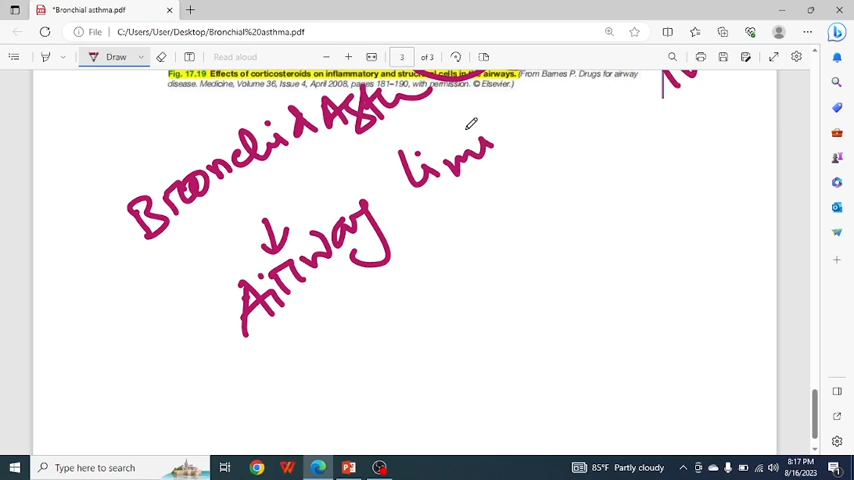 *Bronchial asthma.pdf
File
C:/Users/User/Desktop/Bronchial%20asthma.pdf
Draw
Read aloud
3
of 3
Fig. 17.19 Effects of corticosteroids on inflammatory and structural cells in the airways. (From Barnes P. Drugs for airway
disease. Medicine, Volume 36, Issue 4, April 2008, pages 181–190, with permission. © Elsevier.)
Bronchial Asth
Airway limi
Type here to search
85°F Partly cloudy
8:17 PM
8/16/2023